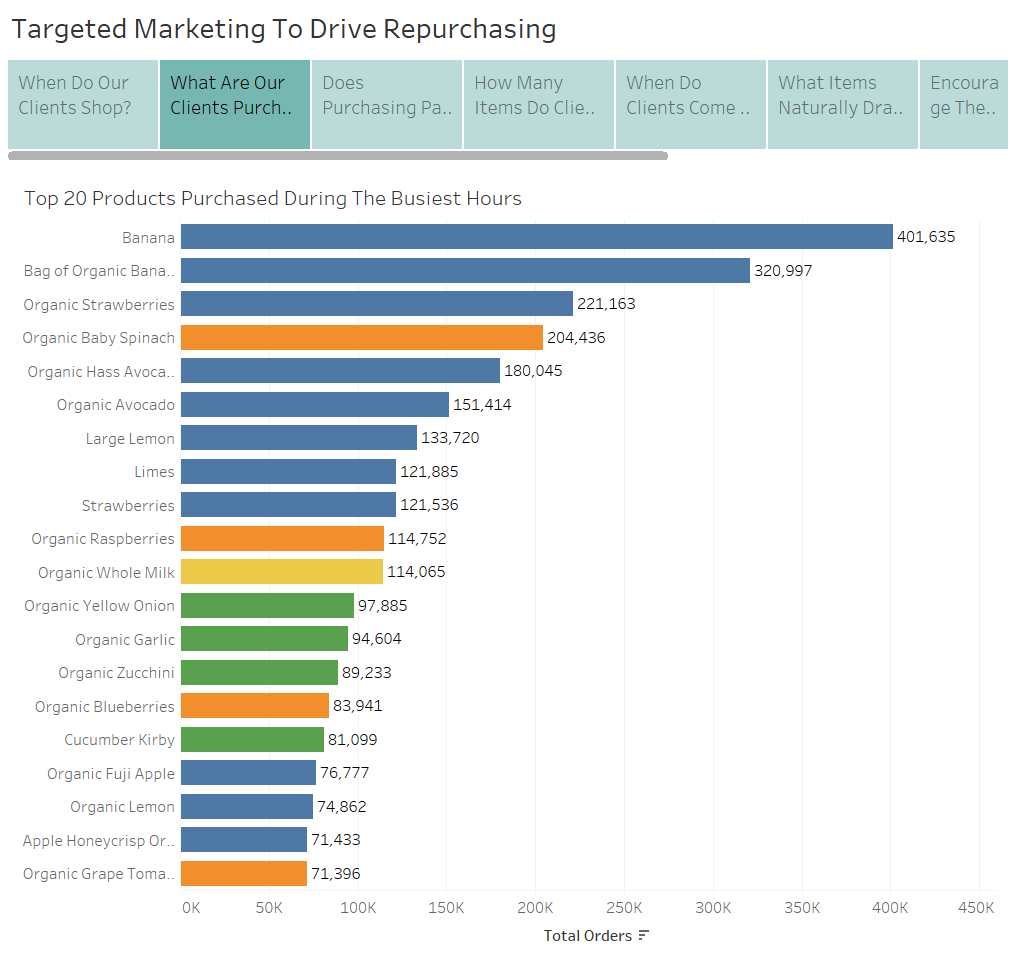 Targeted Marketing To Drive Repurchasing
When Do Our
Clients Shop?
What Are Our
Clients Purch..
Does
Purchasing Pa..
How Many
Items Do Clie..
When Do
Clients Come ..
What Items
Naturally Dra..
Encoura
ge The..
Top 20 Products Purchased During The Busiest Hours
Banana 401,635
Bag of Organic Bana.. 320,997
Organic Strawberries 221,163
Organic Baby Spinach 204,436
Organic Hass Avoca.. 180,045
Organic Avocado 151,414
Large Lemon 133,720
Limes 121,885
Strawberries 121,536
Organic Raspberries 114,752
Organic Whole Milk 114,065
Organic Yellow Onion 97,885
Organic Garlic 94,604
Organic Zucchini 89,233
Organic Blueberries 83,941
Cucumber Kirby 81,099
Organic Fuji Apple 76,777
Organic Lemon 74,862
Apple Honeycrisp Or.. 71,433
Organic Grape Toma.. 71,396
0K 50K 100K 150K 200K 250K 300K 350K 400K 450K
Total Orders